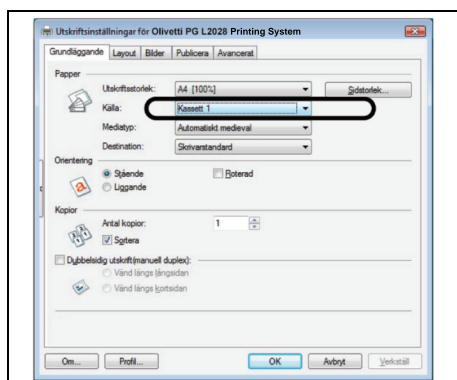 Utskriftsinställningar för Olivetti PG L2028 Printing System
Grundläggande Layout Bilder Publicera Avancerat
Papper
Utskriftsstorlek: A4 [100%] Sidstorlek...
Källa: Kassett 1
Mediatyp: Automatiskt medieval
Destination: Skrivarstandard
Orientering
Stående Roterad
Liggande
Kopior
Antal kopior: 1
Sortera
Dubbelsidig utskrift(manuell duplex):
Vänd längs långsidan
Vänd längs kortsidan
Om... Profil... OK Avbryt Verkställ